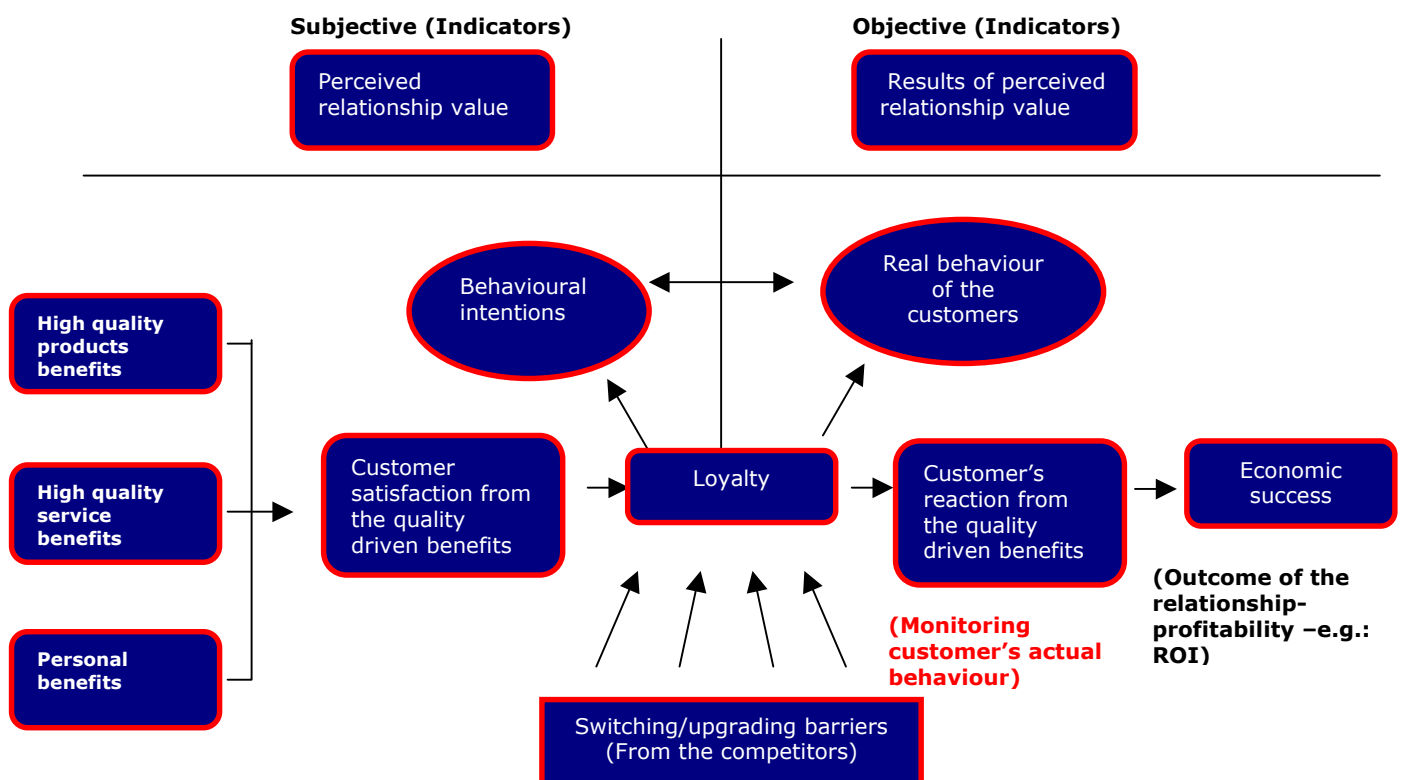 Subjective (Indicators)
Objective (Indicators)
Perceived
relationship value
Results of perceived
relationship value
Behavioural
intentions
Real behaviour
of the
customers
High quality
products
benefits
High quality
service
benefits
Personal
benefits
Customer
satisfaction from
the quality
driven benefits
Loyalty
Customer’s
reaction from
the quality
driven benefits
Economic
success
(Monitoring
customer’s actual
behaviour)
(Outcome of the
relationship-
profitability –e.g.:
ROI)
Switching/upgrading barriers
(From the competitors)